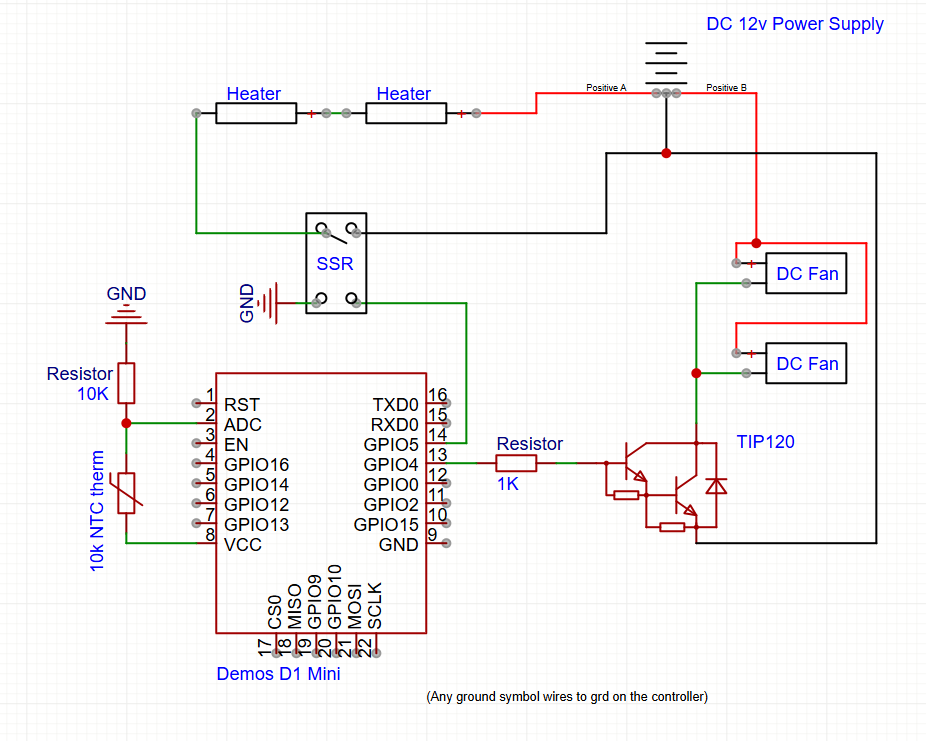 DC 12v Power Supply
Positive A
Positive B
Heater
Heater
SSR
GND
GND
DC Fan
DC Fan
Resistor
10K
10k NTC therm
1 RST
2 ADC
3 EN
4 GPIO16
5 GPIO14
6 GPIO12
7 GPIO13
8 VCC
16 TXD0
15 RXD0
14 GPIO5
13 GPIO4
12 GPIO0
11 GPIO2
10 GPIO15
9 GND
Resistor
1K
TIP120
17 CS0
18 MISO
19 GPIO9
20 GPIO10
21 MOSI
22 SCLK
Demos D1 Mini
(Any ground symbol wires to grd on the controller)